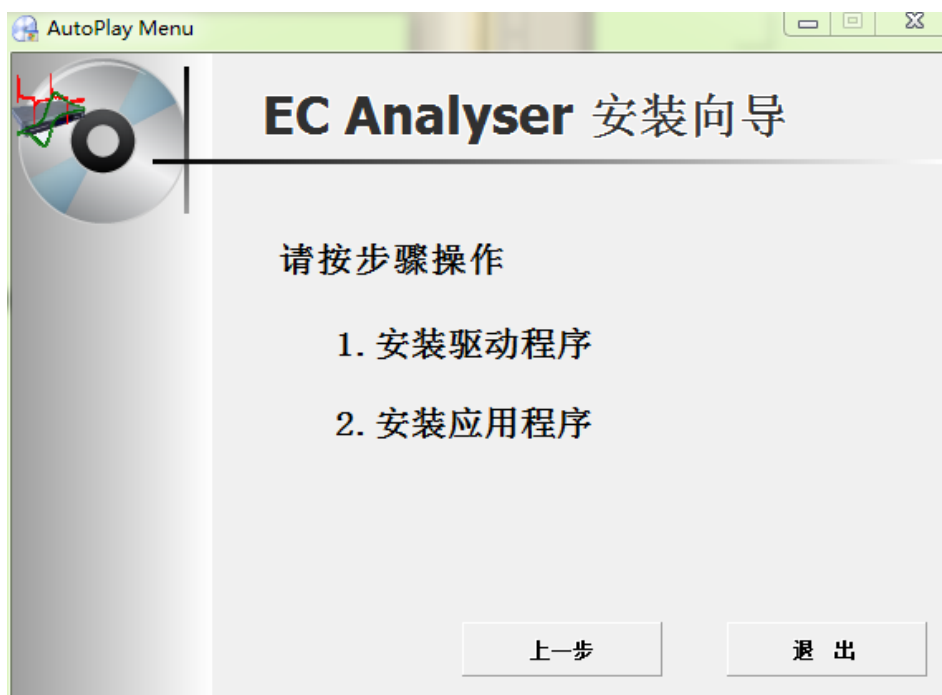 AutoPlay Menu
EC Analyser 安装向导
请按步骤操作
1. 安装驱动程序
2. 安装应用程序
上一步 退 出